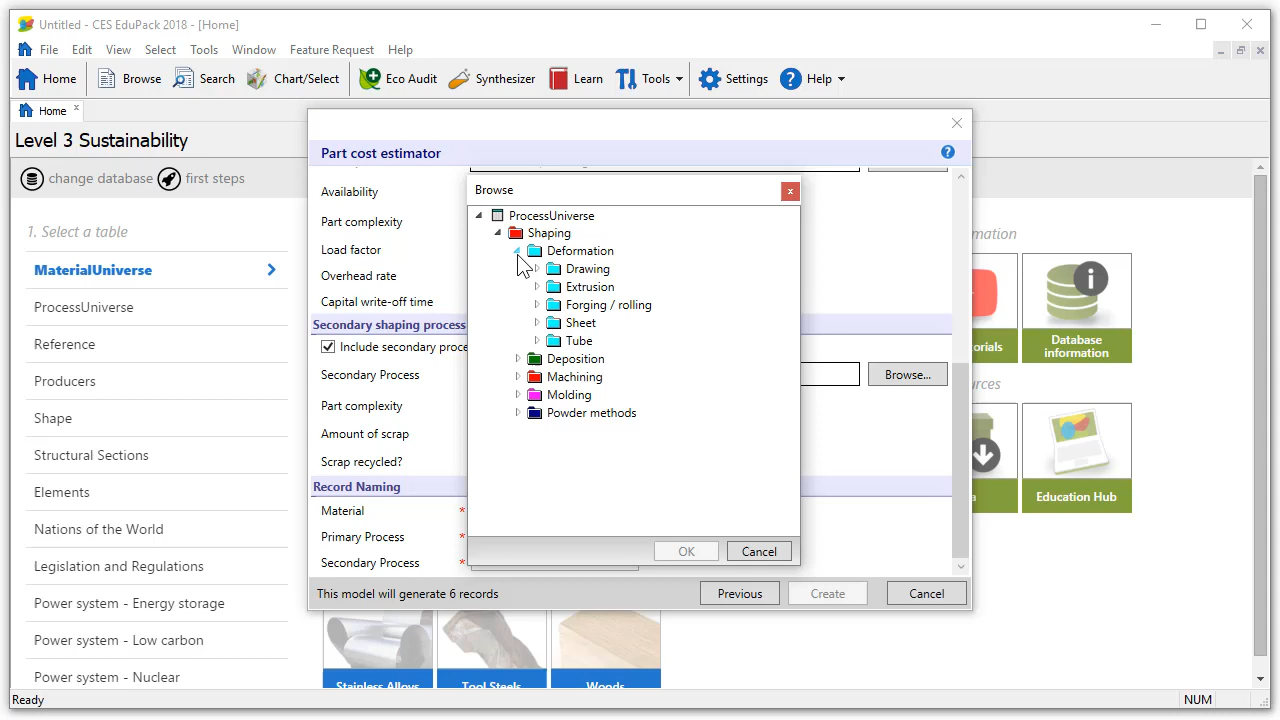 Untitled - CES EduPack 2018 - [Home]
File Edit View Select Tools Window Feature Request Help
Home Browse Search Chart/Select Eco Audit Synthesizer Learn Tools Settings ? Help
Home
Level 3 Sustainability
change database first steps
1. Select a table
MaterialUniverse
ProcessUniverse
Reference
Producers
Shape
Structural Sections
Elements
Nations of the World
Legislation and Regulations
Power system - Energy storage
Power system - Low carbon
Power system - Nuclear
Part cost estimator ?
Availability
Part complexity
Load factor
Overhead rate
Capital write-off time
Secondary shaping process
Include secondary proce
Secondary Process Browse...
Part complexity
Amount of scrap
Scrap recycled?
Record Naming
Material *
Primary Process *
Secondary Process *
This model will generate 6 records Previous Create Cancel
Browse x
ProcessUniverse
Shaping
Deformation
Drawing
Extrusion
Forging / rolling
Sheet
Tube
Deposition
Machining
Molding
Powder methods
OK Cancel
mation
orials
Database
information
ources
a
Education Hub
Stainless Alloys Tool Steels Woods
Ready NUM